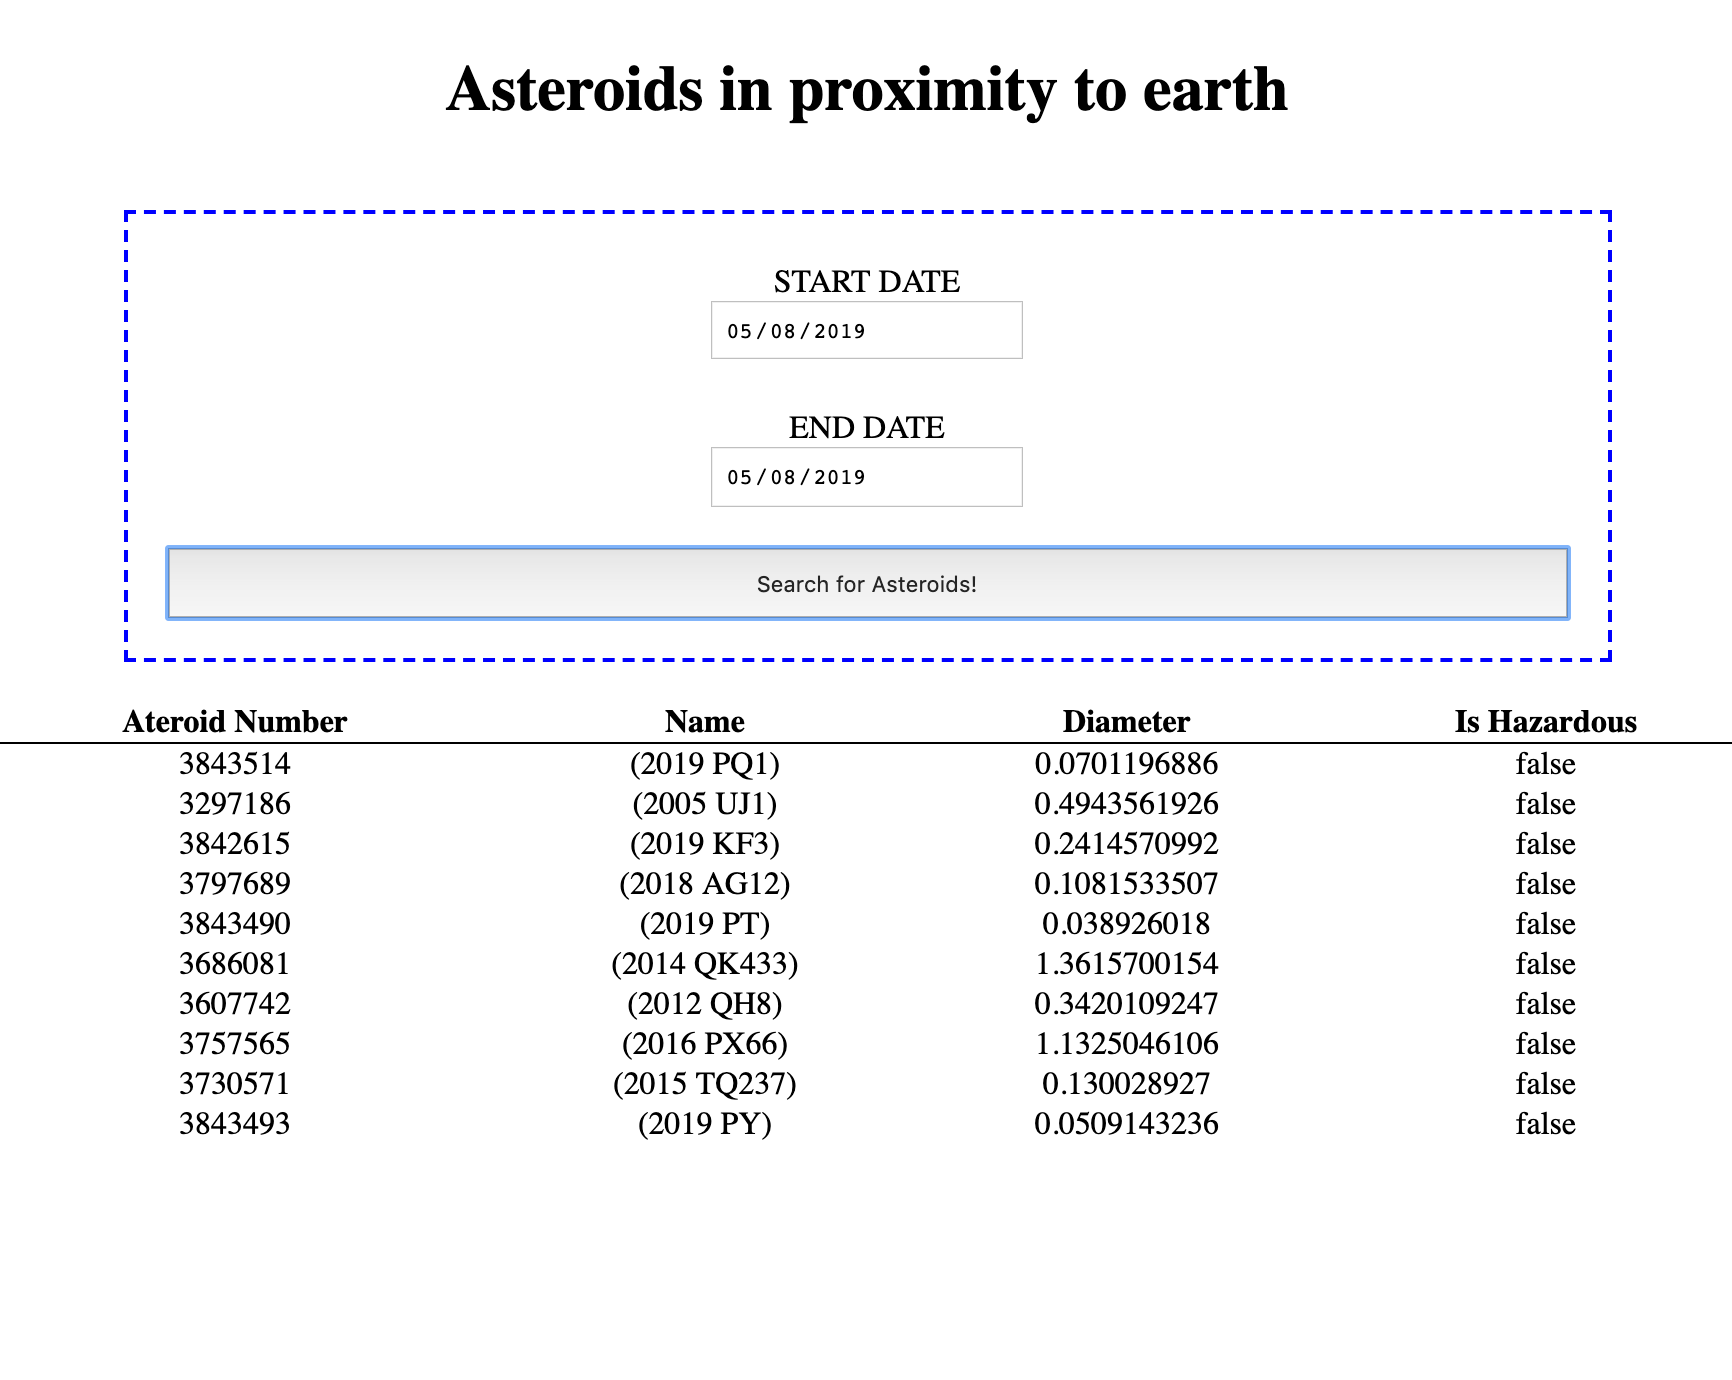 Asteroids in proximity to earth
START DATE
05/08/2019
END DATE
05/08/2019
Search for Asteroids!
Ateroid Number Name Diameter Is Hazardous
3843514 (2019 PQ1) 0.0701196886 false
3297186 (2005 UJ1) 0.4943561926 false
3842615 (2019 KF3) 0.2414570992 false
3797689 (2018 AG12) 0.1081533507 false
3843490 (2019 PT) 0.038926018 false
3686081 (2014 QK433) 1.3615700154 false
3607742 (2012 QH8) 0.3420109247 false
3757565 (2016 PX66) 1.1325046106 false
3730571 (2015 TQ237) 0.130028927 false
3843493 (2019 PY) 0.0509143236 false